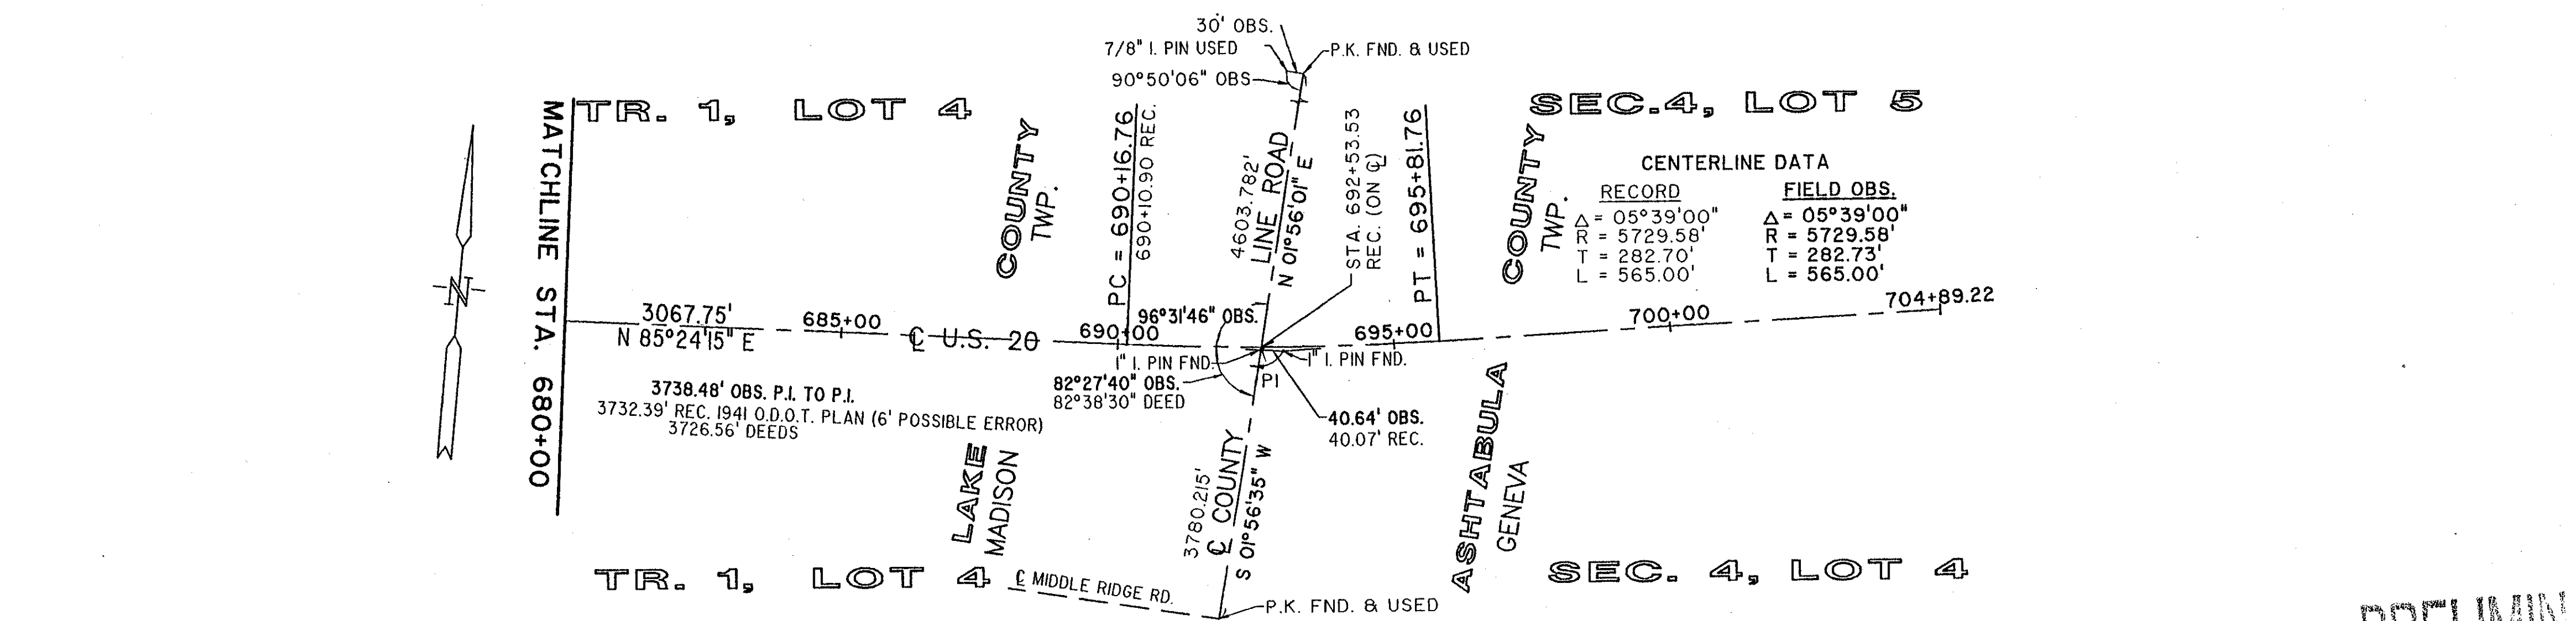 30' OBS.
7/8" I. PIN USED
P.K. FND. & USED
90°50'06" OBS
MATCHLINE STA. 680+00
TR. 1, LOT 4
COUNTY
TWP.
PC = 690+16.76
690+10.90 REC.
4603.782'
LINE ROAD
N 01°56'01" E
STA. 692+53.53
REC. (ON ℄)
PT = 695+81.76
SEC.4, LOT 5
COUNTY
TWP.
CENTERLINE DATA
RECORD
Δ = 05°39'00"
R = 5729.58'
T = 282.70'
L = 565.00'
FIELD OBS.
Δ = 05°39'00"
R = 5729.58'
T = 282.73'
L = 565.00'
N
3067.75'
N 85°24'15" E
685+00
℄ U.S. 20
690+00
96°31'46" OBS.
695+00
700+00
704+89.22
1" I. PIN FND.
1" I. PIN FND.
PI
82°27'40" OBS.
82°38'30" DEED
3738.48' OBS. P.I. TO P.I.
3732.39' REC. 1941 O.D.O.T. PLAN (6' POSSIBLE ERROR)
3726.56' DEEDS
40.64' OBS.
40.07' REC.
LAKE
MADISON
3780.215'
℄ COUNTY
S 01°56'35" W
ASHTABULA
GENEVA
TR. 1, LOT 4
℄ MIDDLE RIDGE RD.
P.K. FND. & USED
SEC. 4, LOT 4